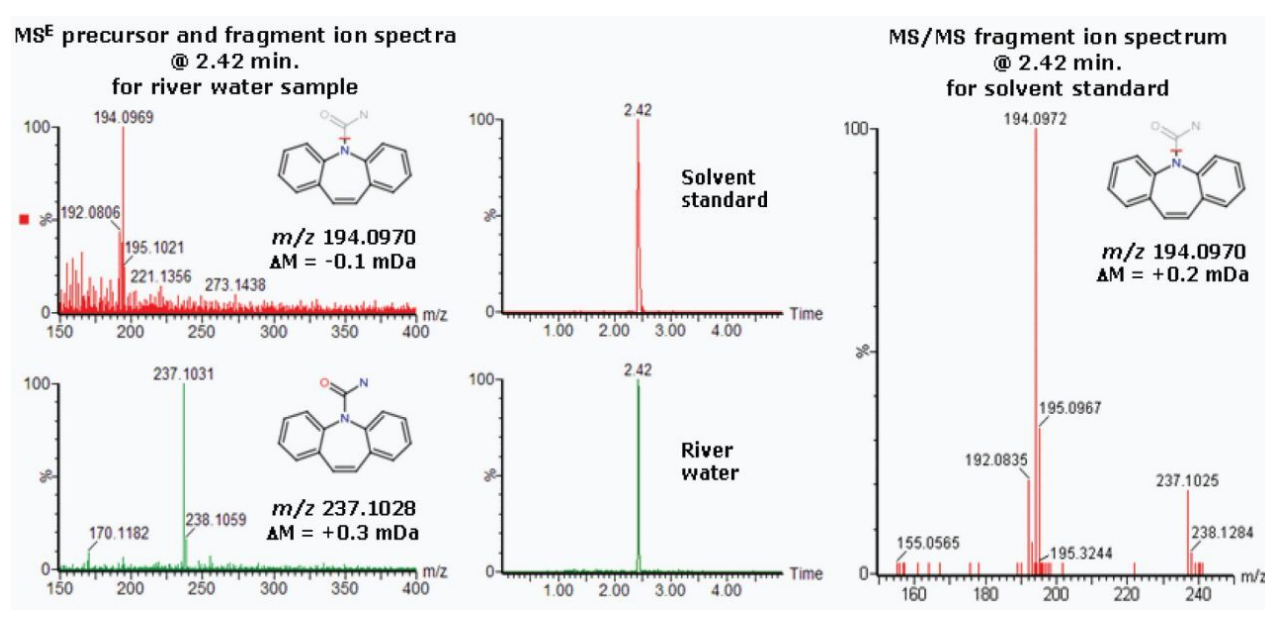 MSE precursor and fragment ion spectra
@ 2.42 min.
for river water sample
194.0969
100
192.0806
%
195.1021
221.1356
273.1438
0
m/z
150 200 250 300 350 400
O N
N
m/z 194.0970
ΔM = -0.1 mDa
237.1031
100
%
238.1059
170.1182
0
m/z
150 200 250 300 350 400
O N
N
m/z 237.1028
ΔM = +0.3 mDa
2.42
100
%
0
Time
1.00 2.00 3.00 4.00
Solvent
standard
2.42
100
%
0
Time
1.00 2.00 3.00 4.00
River
water
MS/MS fragment ion spectrum
@ 2.42 min.
for solvent standard
194.0972
100
O N
N
m/z 194.0970
ΔM = +0.2 mDa
%
195.0967
192.0835
237.1025
238.1284
155.0565
195.3244
0
m/z
160 180 200 220 240